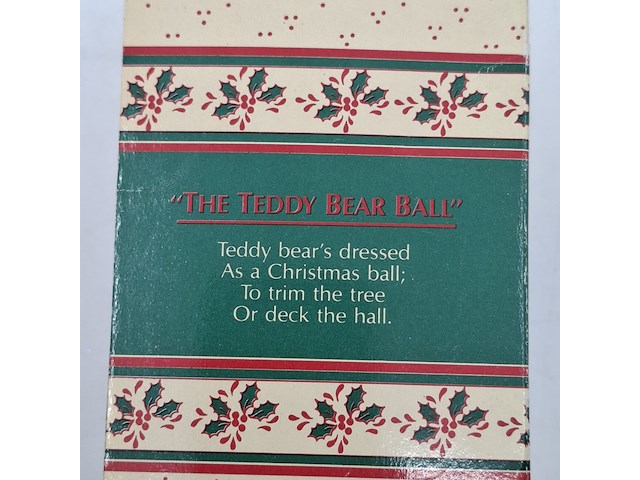 "THE TEDDY BEAR BALL"
Teddy bear's dressed
As a Christmas ball;
To trim the tree
Or deck the hall.